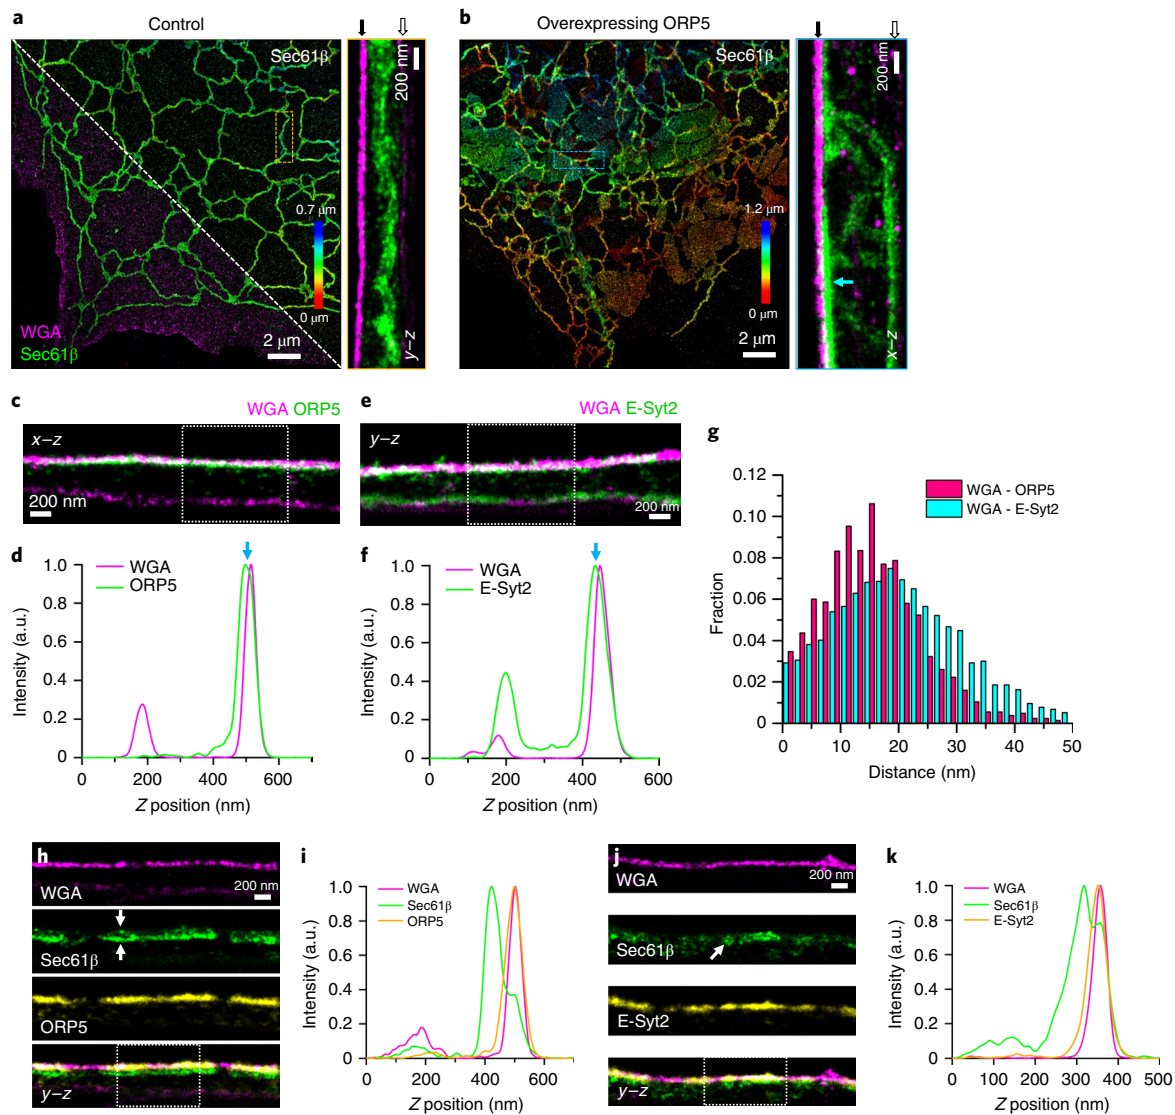 a
Control
Sec61β
0.7 μm
0 μm
WGA
Sec61β
2 μm
200 nm
y–z
b
Overexpressing ORP5
Sec61β
1.2 μm
0 μm
2 μm
200 nm
x–z
c
WGA ORP5
x–z
200 nm
d
WGA
ORP5
1.0
0.8
0.6
0.4
0.2
0
Intensity (a.u.)
0 200 400 600
Z position (nm)
e
WGA E-Syt2
y–z
200 nm
f
WGA
E-Syt2
1.0
0.8
0.6
0.4
0.2
0
Intensity (a.u.)
0 200 400 600
Z position (nm)
g
WGA - ORP5
WGA - E-Syt2
0.12
0.10
0.08
0.06
0.04
0.02
0
Fraction
0 10 20 30 40 50
Distance (nm)
h
WGA
200 nm
Sec61β
ORP5
y–z
i
WGA
Sec61β
ORP5
1.0
0.8
0.6
0.4
0.2
0
Intensity (a.u.)
0 200 400 600
Z position (nm)
j
WGA
200 nm
Sec61β
E-Syt2
y–z
k
WGA
Sec61β
E-Syt2
1.0
0.8
0.6
0.4
0.2
0
Intensity (a.u.)
0 100 200 300 400 500
Z position (nm)